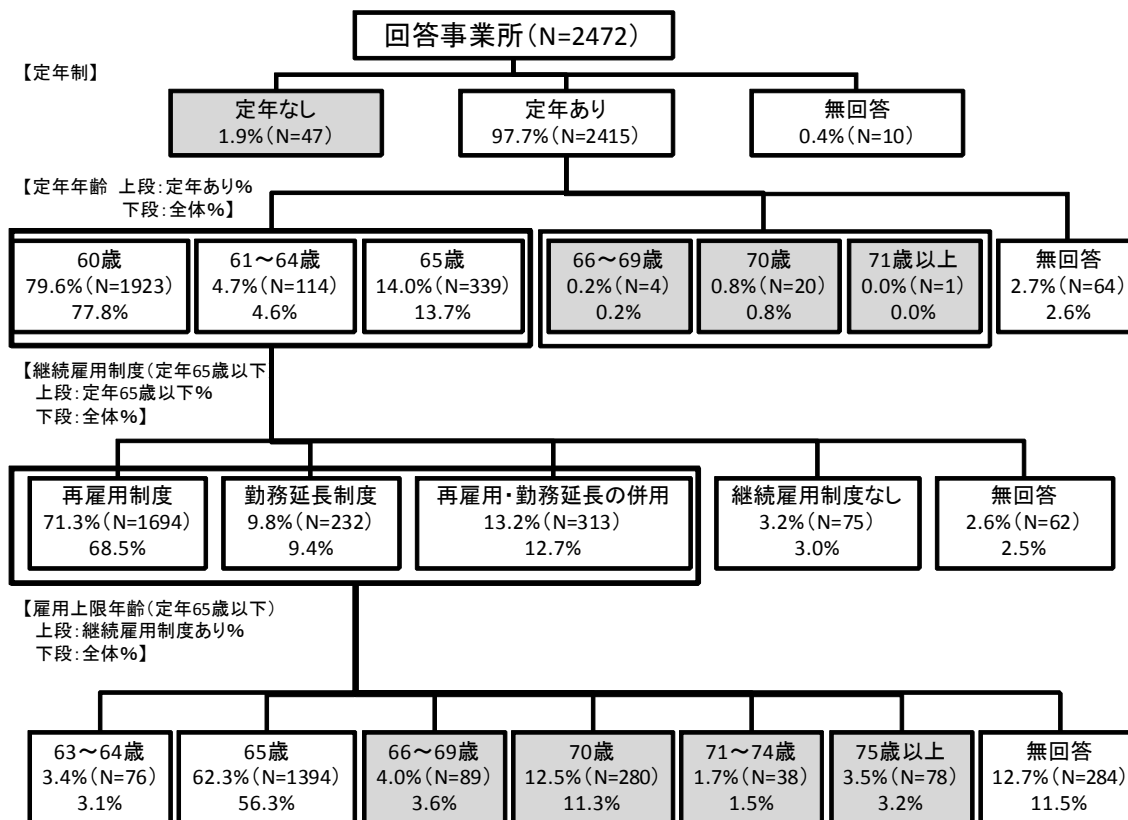 回答事業所(N=2472)
【定年制】
定年なし
1.9%(N=47)
定年あり
97.7%(N=2415)
無回答
0.4%(N=10)
【定年年齢 上段:定年あり%
下段:全体%】
60歳
79.6%(N=1923)
77.8%
61～64歳
4.7%(N=114)
4.6%
65歳
14.0%(N=339)
13.7%
66～69歳
0.2%(N=4)
0.2%
70歳
0.8%(N=20)
0.8%
71歳以上
0.0%(N=1)
0.0%
無回答
2.7%(N=64)
2.6%
【継続雇用制度(定年65歳以下
上段:定年65歳以下%
下段:全体%】
再雇用制度
71.3%(N=1694)
68.5%
勤務延長制度
9.8%(N=232)
9.4%
再雇用・勤務延長の併用
13.2%(N=313)
12.7%
継続雇用制度なし
3.2%(N=75)
3.0%
無回答
2.6%(N=62)
2.5%
【雇用上限年齢(定年65歳以下)
上段:継続雇用制度あり%
下段:全体%】
63～64歳
3.4%(N=76)
3.1%
65歳
62.3%(N=1394)
56.3%
66～69歳
4.0%(N=89)
3.6%
70歳
12.5%(N=280)
11.3%
71～74歳
1.7%(N=38)
1.5%
75歳以上
3.5%(N=78)
3.2%
無回答
12.7%(N=284)
11.5%